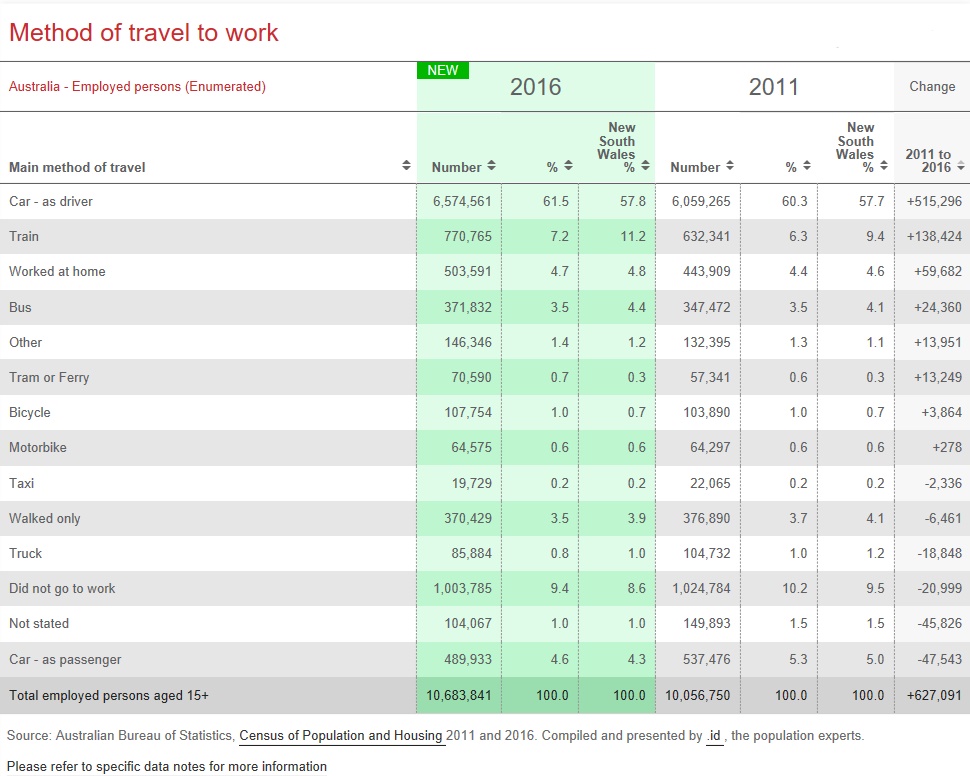 Method of travel to work
Australia - Employed persons (Enumerated) NEW 2016 2011 Change
Main method of travel Number % New South Wales % Number % New South Wales % 2011 to 2016
Car - as driver 6,574,561 61.5 57.8 6,059,265 60.3 57.7 +515,296
Train 770,765 7.2 11.2 632,341 6.3 9.4 +138,424
Worked at home 503,591 4.7 4.8 443,909 4.4 4.6 +59,682
Bus 371,832 3.5 4.4 347,472 3.5 4.1 +24,360
Other 146,346 1.4 1.2 132,395 1.3 1.1 +13,951
Tram or Ferry 70,590 0.7 0.3 57,341 0.6 0.3 +13,249
Bicycle 107,754 1.0 0.7 103,890 1.0 0.7 +3,864
Motorbike 64,575 0.6 0.6 64,297 0.6 0.6 +278
Taxi 19,729 0.2 0.2 22,065 0.2 0.2 -2,336
Walked only 370,429 3.5 3.9 376,890 3.7 4.1 -6,461
Truck 85,884 0.8 1.0 104,732 1.0 1.2 -18,848
Did not go to work 1,003,785 9.4 8.6 1,024,784 10.2 9.5 -20,999
Not stated 104,067 1.0 1.0 149,893 1.5 1.5 -45,826
Car - as passenger 489,933 4.6 4.3 537,476 5.3 5.0 -47,543
Total employed persons aged 15+ 10,683,841 100.0 100.0 10,056,750 100.0 100.0 +627,091
Source: Australian Bureau of Statistics, Census of Population and Housing 2011 and 2016. Compiled and presented by .id , the population experts.
Please refer to specific data notes for more information